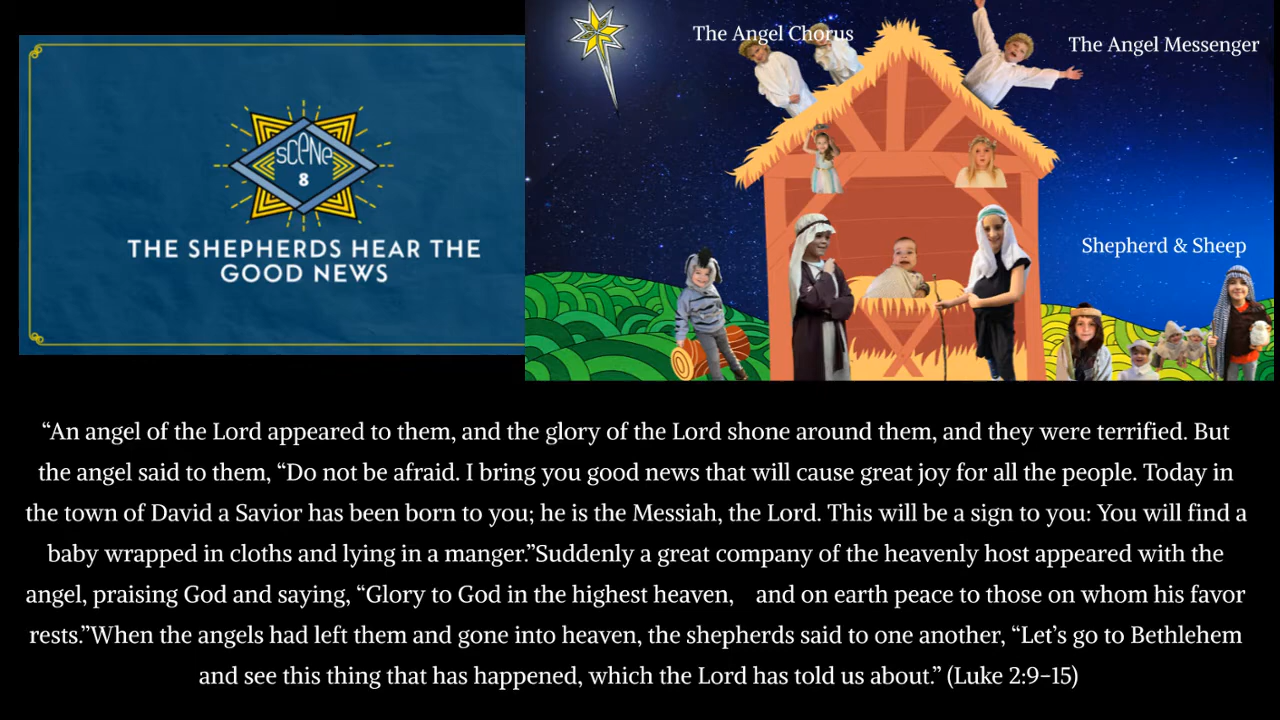 scene
8
THE SHEPHERDS HEAR THE
GOOD NEWS
The Angel Chorus
The Angel Messenger
Shepherd & Sheep
“An angel of the Lord appeared to them, and the glory of the Lord shone around them, and they were terrified. But
the angel said to them, “Do not be afraid. I bring you good news that will cause great joy for all the people. Today in
the town of David a Savior has been born to you; he is the Messiah, the Lord. This will be a sign to you: You will find a
baby wrapped in cloths and lying in a manger.”Suddenly a great company of the heavenly host appeared with the
angel, praising God and saying, “Glory to God in the highest heaven, and on earth peace to those on whom his favor
rests.”When the angels had left them and gone into heaven, the shepherds said to one another, “Let’s go to Bethlehem
and see this thing that has happened, which the Lord has told us about.” (Luke 2:9-15)